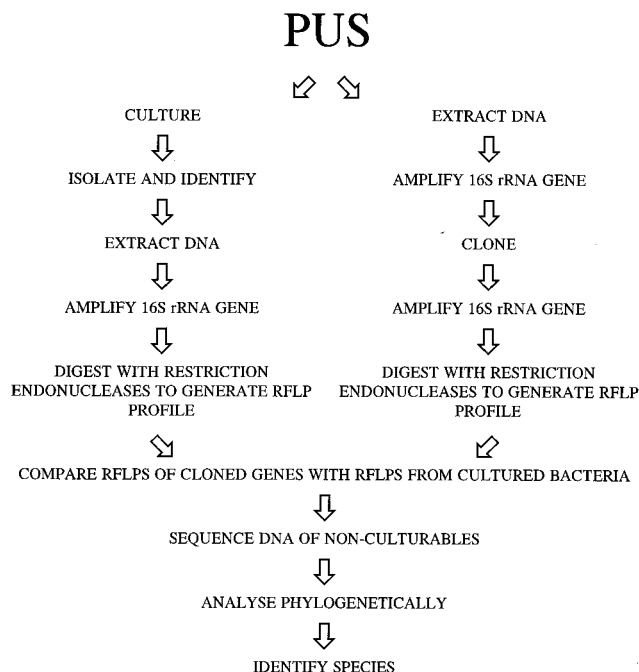 PUS
CULTURE
ISOLATE AND IDENTIFY
EXTRACT DNA
AMPLIFY 16S rRNA GENE
DIGEST WITH RESTRICTION
ENDONUCLEASES TO GENERATE RFLP
PROFILE
EXTRACT DNA
AMPLIFY 16S rRNA GENE
CLONE
AMPLIFY 16S rRNA GENE
DIGEST WITH RESTRICTION
ENDONUCLEASES TO GENERATE RFLP
PROFILE
COMPARE RFLPS OF CLONED GENES WITH RFLPS FROM CULTURED BACTERIA
SEQUENCE DNA OF NON-CULTURABLES
ANALYSE PHYLOGENETICALLY
IDENTIFY SPECIES